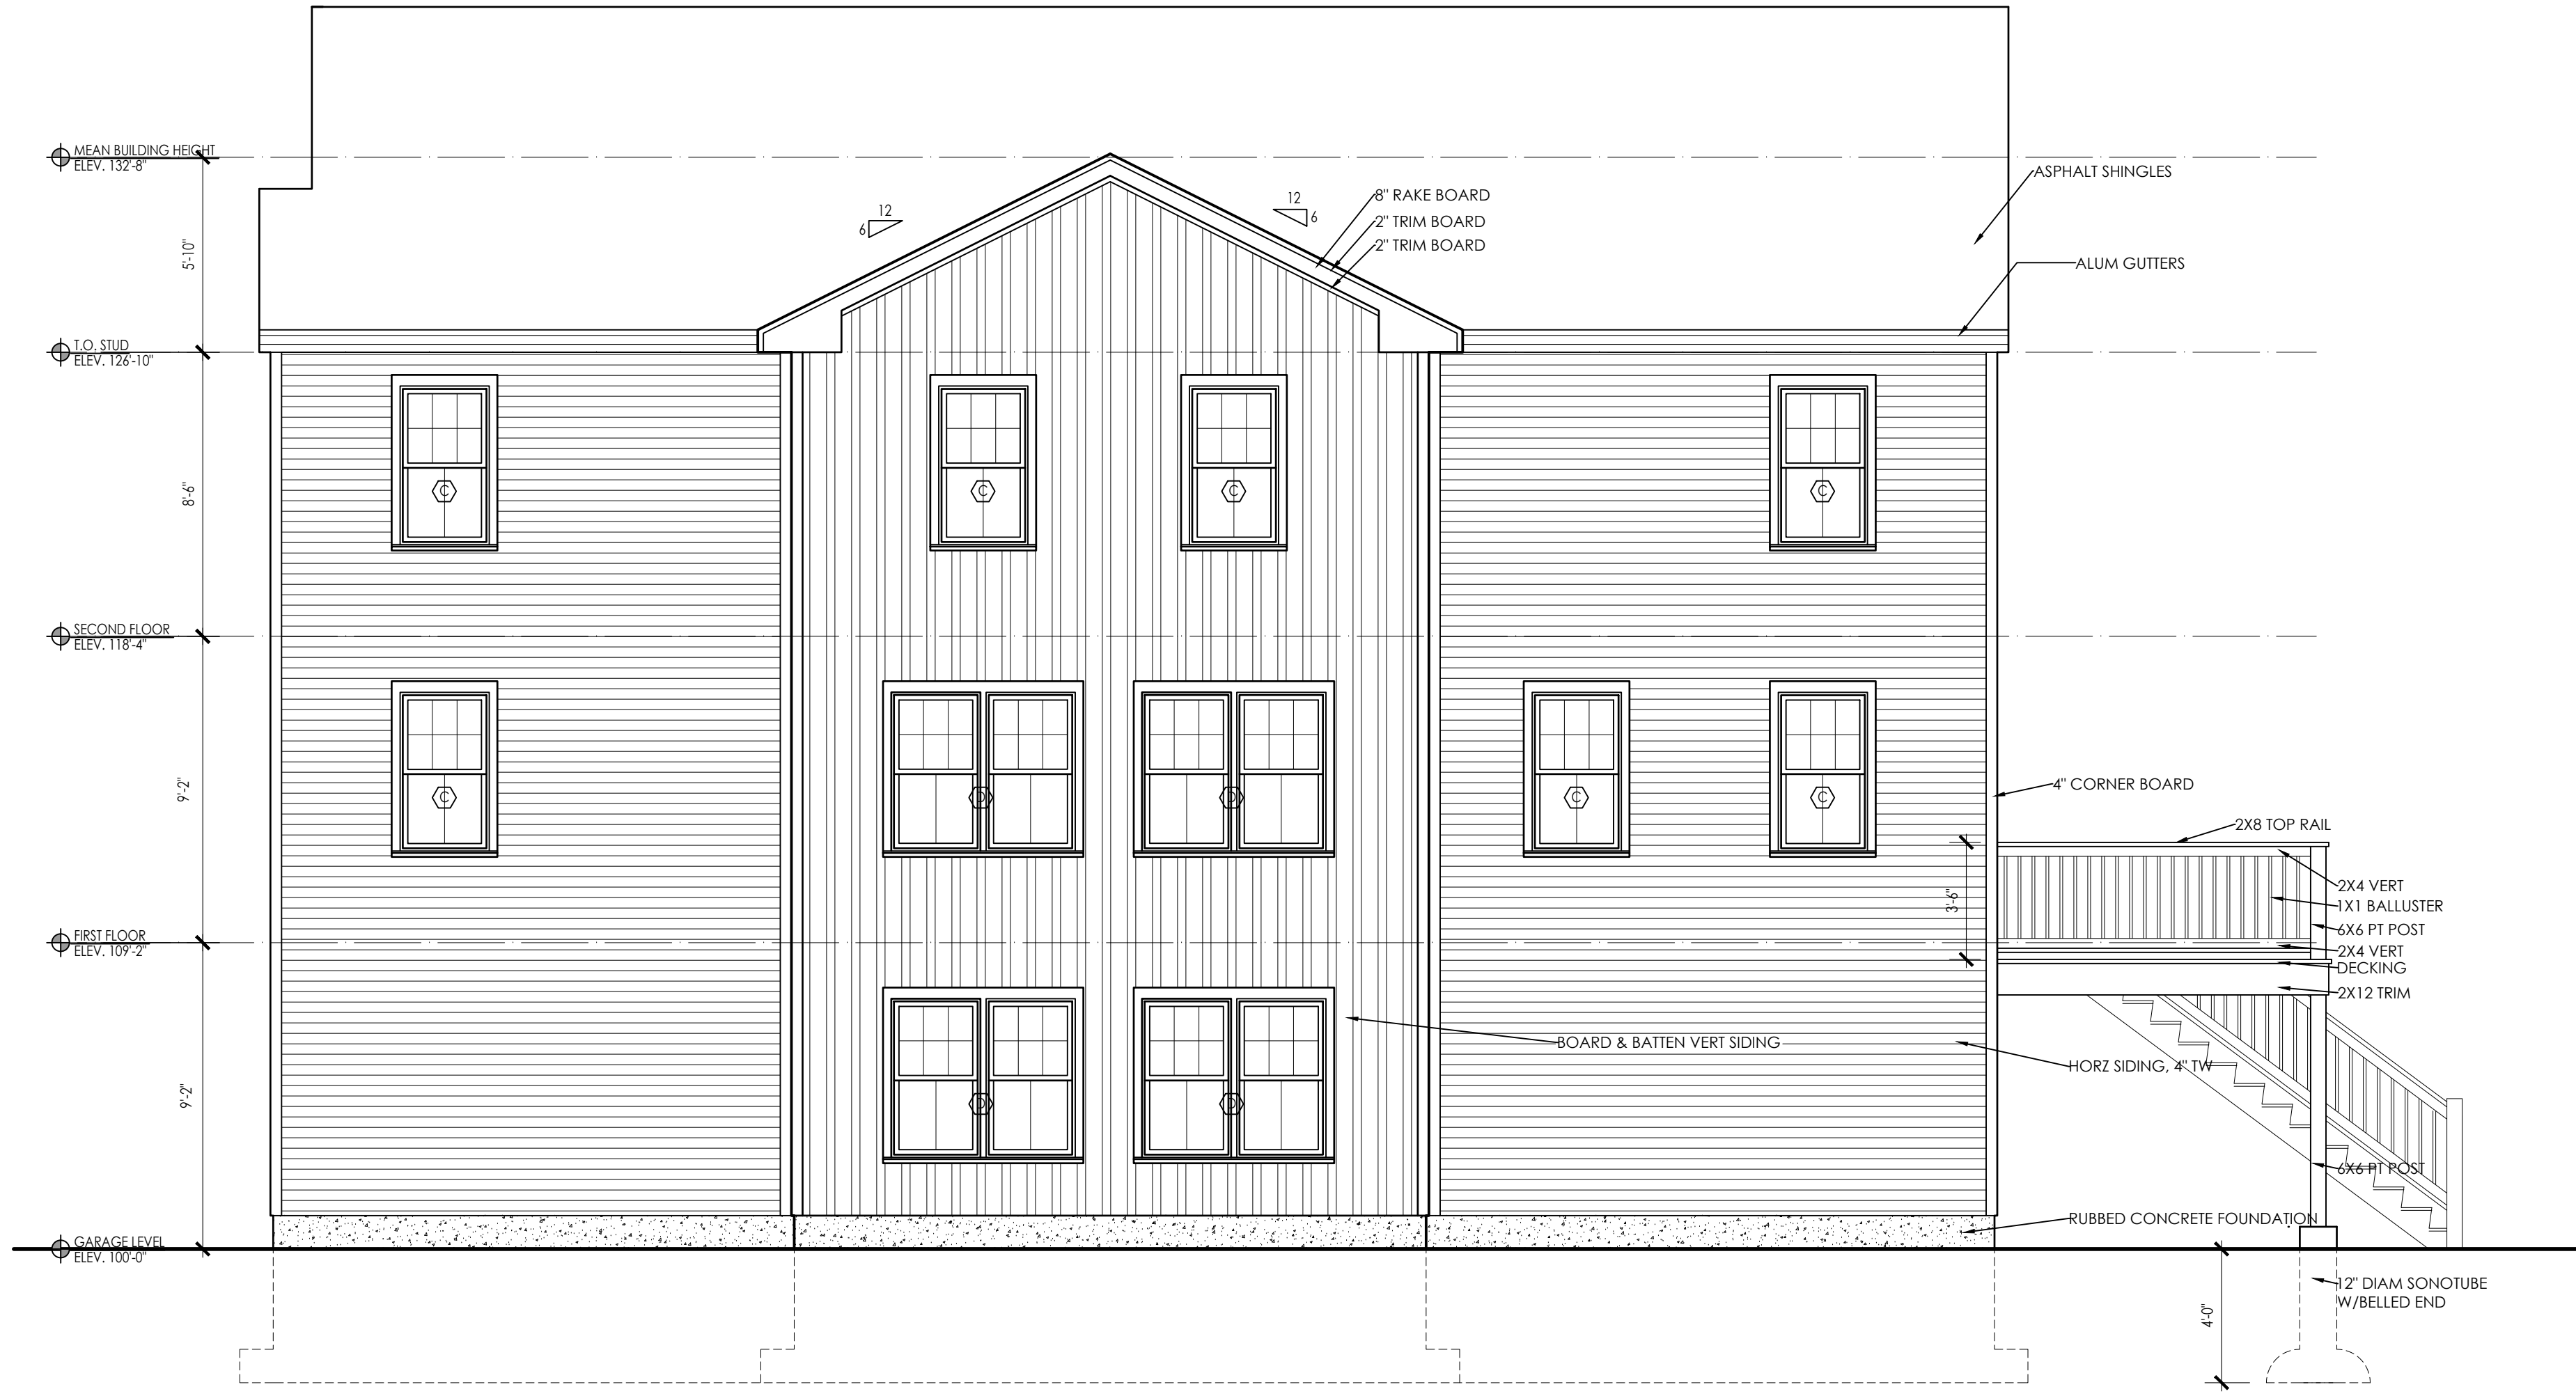 MEAN BUILDING HEIGHT
ELEV. 132'-8"
5'-10"
T.O. STUD
ELEV. 126'-10"
8'-6"
SECOND FLOOR
ELEV. 118'-4"
9'-2"
FIRST FLOOR
ELEV. 109'-2"
9'-2"
GARAGE LEVEL
ELEV. 100'-0"
12
6
12
6
8" RAKE BOARD
2" TRIM BOARD
2" TRIM BOARD
ASPHALT SHINGLES
ALUM GUTTERS
C
C
C
C
C
D
D
C
C
D
D
4" CORNER BOARD
2X8 TOP RAIL
3'-6"
2X4 VERT
1X1 BALLUSTER
6X6 PT POST
2X4 VERT
DECKING
2X12 TRIM
BOARD & BATTEN VERT SIDING
HORZ SIDING, 4" TW
6X6 PT POST
RUBBED CONCRETE FOUNDATION
12" DIAM SONOTUBE
W/BELLED END
4'-0"